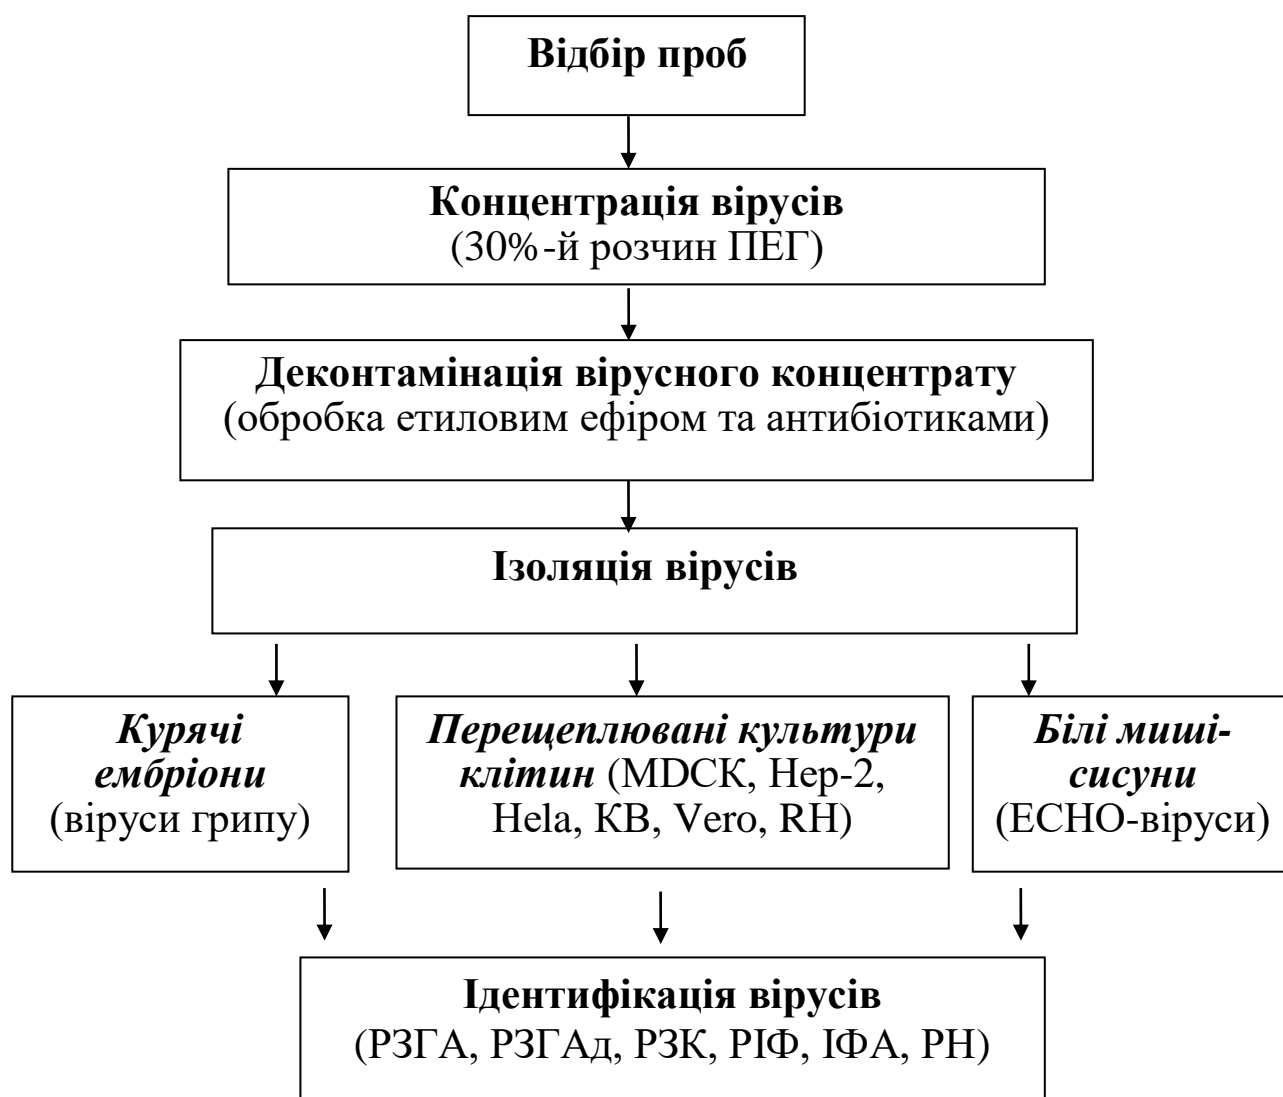 Відбір проб
Концентрація вірусів
(30%-й розчин ПЕГ)
Деконтамінація вірусного концентрату
(обробка етиловим ефіром та антибіотиками)
Ізоляція вірусів
Курячі
ембріони
(віруси грипу)
Перещеплювані культури
клітин (MDCК, Hep-2,
Hela, КВ, Vero, RH)
Білі миші-
сисуни
(ЕСНО-віруси)
Ідентифікація вірусів
(РЗГА, РЗГАд, РЗК, РІФ, ІФА, РН)